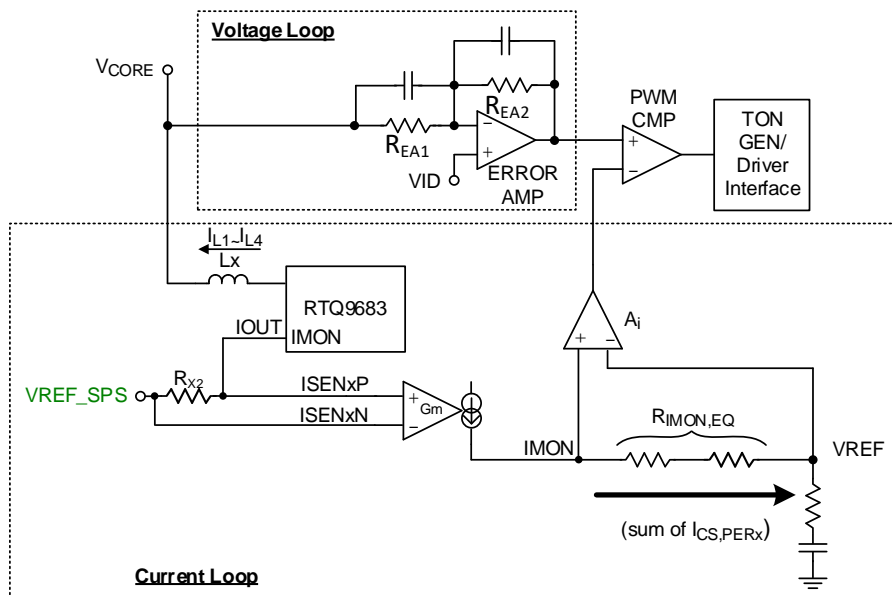 Voltage Loop
VCORE
REA2
REA1
VID
ERROR
AMP
PWM
CMP
TON
GEN/
Driver
Interface
IL1~IL4
Lx
RTQ9683
IOUT
IMON
Ai
VREF_SPS
RX2
ISENxP
ISENxN
Gm
IMON
RIMON,EQ
VREF
(sum of ICS,PERx)
Current Loop